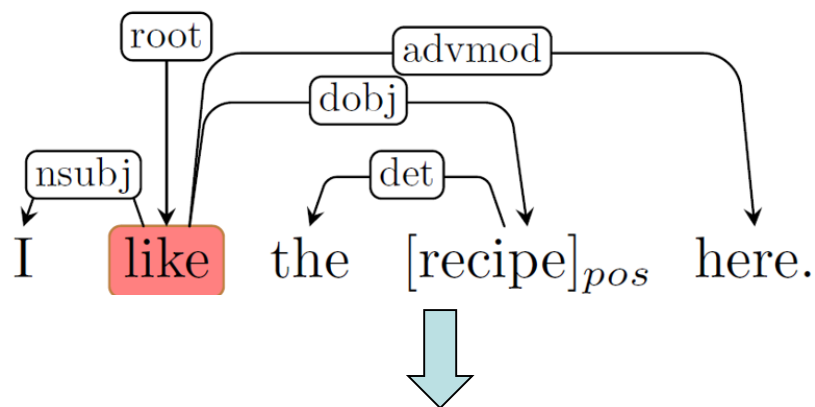 root
advmod
dobj
nsubj
det
I like the [recipe]pos here.